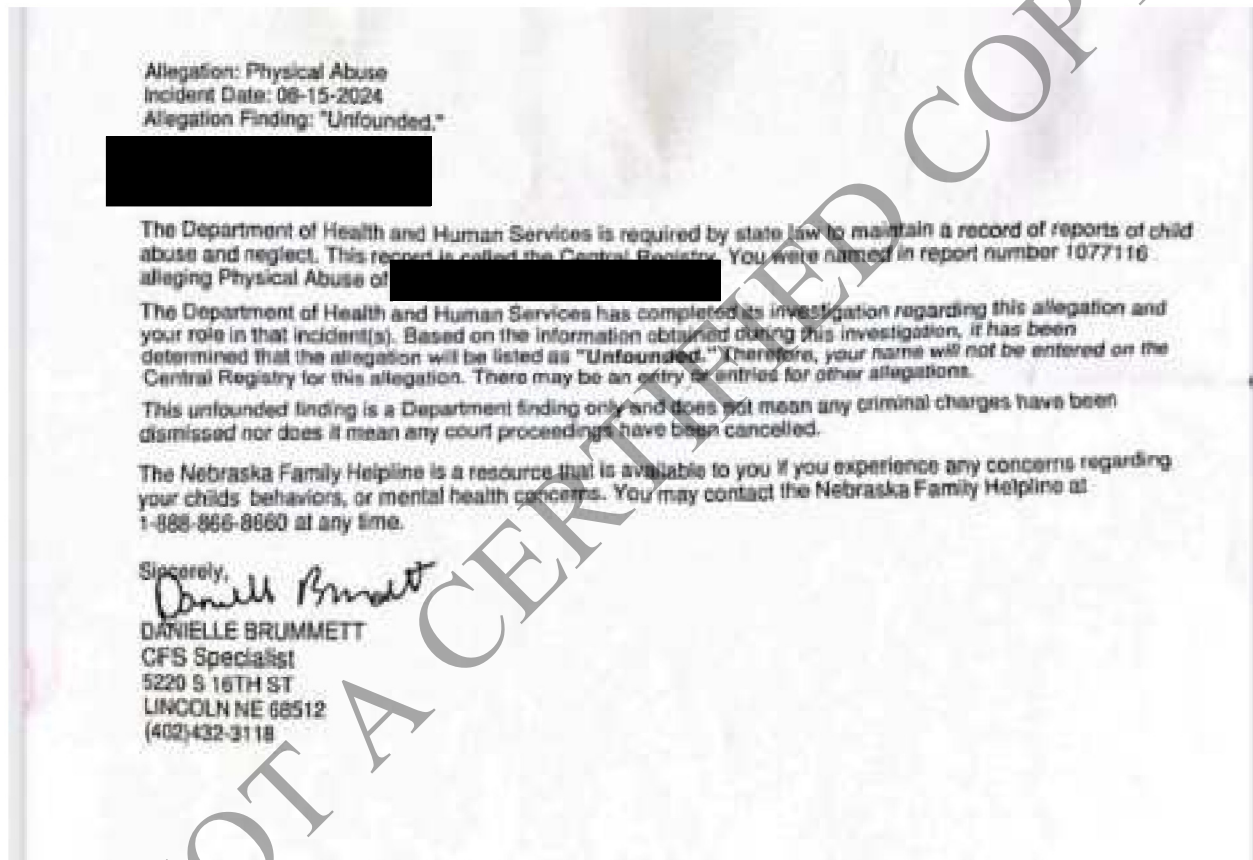 Allegation: Physical Abuse
Incident Date: 08-15-2024
Allegation Finding: "Unfounded."
The Department of Health and Human Services is required by state law to maintain a record of reports of child
abuse and neglect. This record is called the Central Registry. You were named in report number 1077116
alleging Physical Abuse of
The Department of Health and Human Services has completed its investigation regarding this allegation and
your role in that incident(s). Based on the information obtained during this investigation, it has been
determined that the allegation will be listed as "Unfounded." Therefore, your name will not be entered on the
Central Registry for this allegation. There may be an entry or entries for other allegations.
This unfounded finding is a Department finding only and does not mean any criminal charges have been
dismissed nor does it mean any court proceedings have been cancelled.
The Nebraska Family Helpline is a resource that is available to you if you experience any concerns regarding
your childs behaviors, or mental health concerns. You may contact the Nebraska Family Helpline at
1-888-866-8660 at any time.
Sincerely,
Danielle Brummett
DANIELLE BRUMMETT
CFS Specialist
5220 S 16TH ST
LINCOLN NE 68512
(402)432-3118
OT A CERTIFIED COP